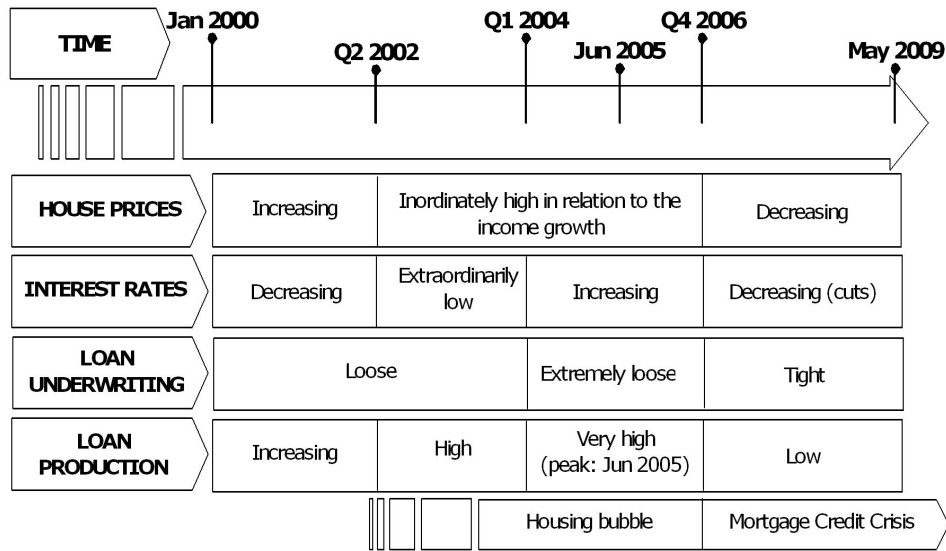 TIME
Jan 2000
Q2 2002
Q1 2004
Jun 2005
Q4 2006
May 2009
HOUSE PRICES
Increasing
Inordinately high in relation to the
income growth
Decreasing
INTEREST RATES
Decreasing
Extraordinarily
low
Increasing
Decreasing (cuts)
LOAN
UNDERWRITING
Loose
Extremely loose
Tight
LOAN
PRODUCTION
Increasing
High
Very high
(peak: Jun 2005)
Low
Housing bubble
Mortgage Credit Crisis